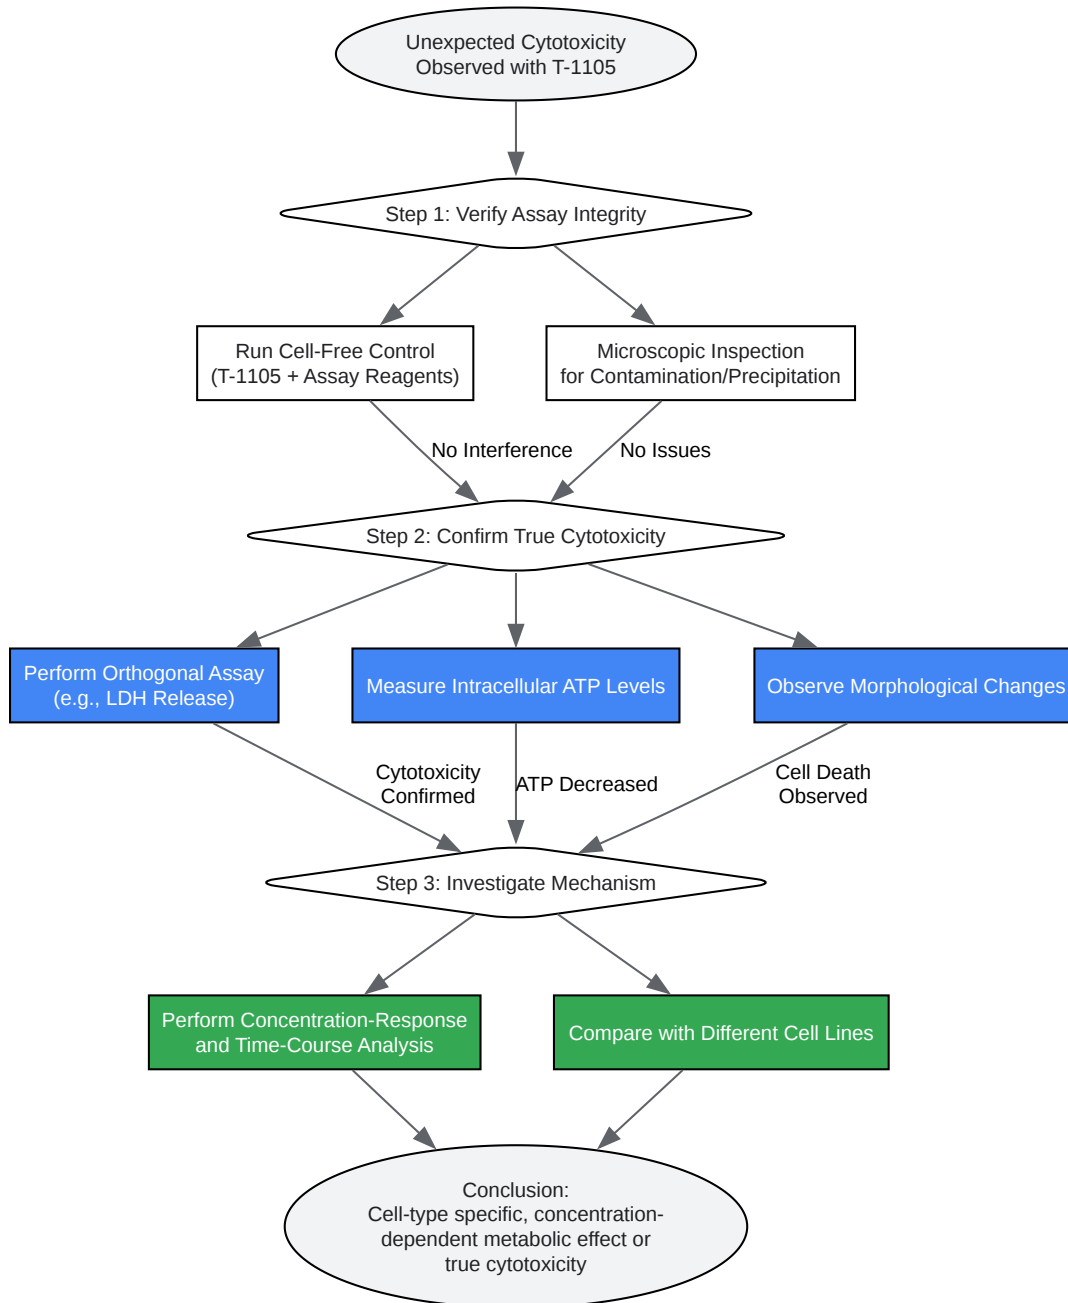 Unexpected Cytotoxicity
Observed with T-1105
Step 1: Verify Assay Integrity
Run Cell-Free Control
(T-1105 + Assay Reagents)
Microscopic Inspection
for Contamination/Precipitation
No Interference
No Issues
Step 2: Confirm True Cytotoxicity
Perform Orthogonal Assay
(e.g., LDH Release)
Measure Intracellular ATP Levels
Observe Morphological Changes
Cytotoxicity
Confirmed
ATP Decreased
Cell Death
Observed
Step 3: Investigate Mechanism
Perform Concentration-Response
and Time-Course Analysis
Compare with Different Cell Lines
Conclusion:
Cell-type specific, concentration-
dependent metabolic effect or
true cytotoxicity